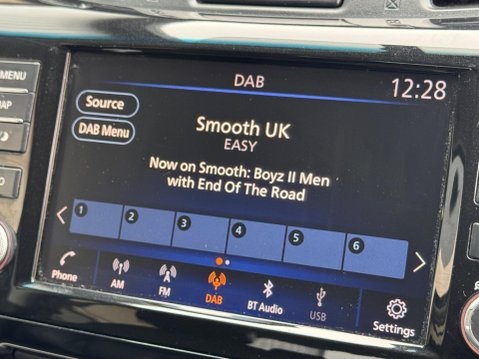 MENU
DAB
12:28
Source
Smooth UK
DAB Menu
EASY
Now on Smooth: Boyz II Men
with End Of The Road
1 2 3 4 5 6
Phone
AM
FM
DAB
BT Audio
USB
Settings